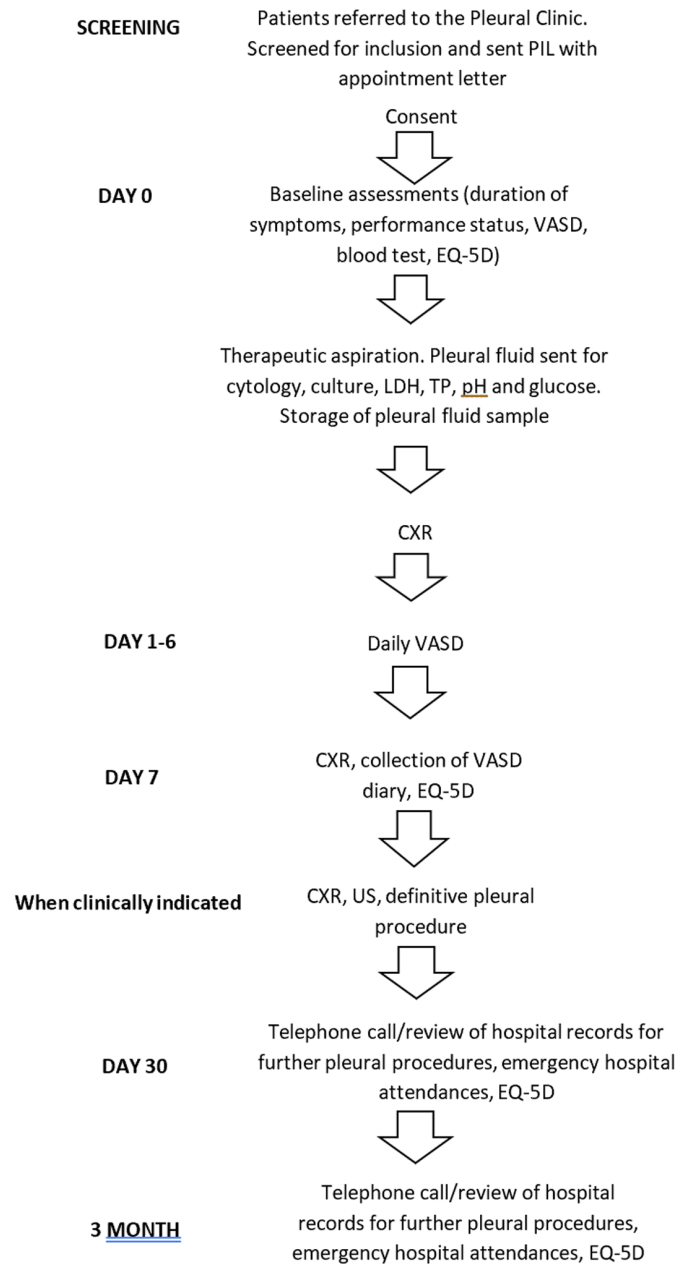 SCREENING
Patients referred to the Pleural Clinic.
Screened for inclusion and sent PIL with
appointment letter
Consent
DAY 0
Baseline assessments (duration of
symptoms, performance status, VASD,
blood test, EQ-5D)
Therapeutic aspiration. Pleural fluid sent for
cytology, culture, LDH, TP, pH and glucose.
Storage of pleural fluid sample
CXR
DAY 1-6
Daily VASD
DAY 7
CXR, collection of VASD
diary, EQ-5D
When clinically indicated
CXR, US, definitive pleural
procedure
DAY 30
Telephone call/review of hospital records for
further pleural procedures, emergency hospital
attendances, EQ-5D
3 MONTH
Telephone call/review of hospital
records for further pleural procedures,
emergency hospital attendances, EQ-5D